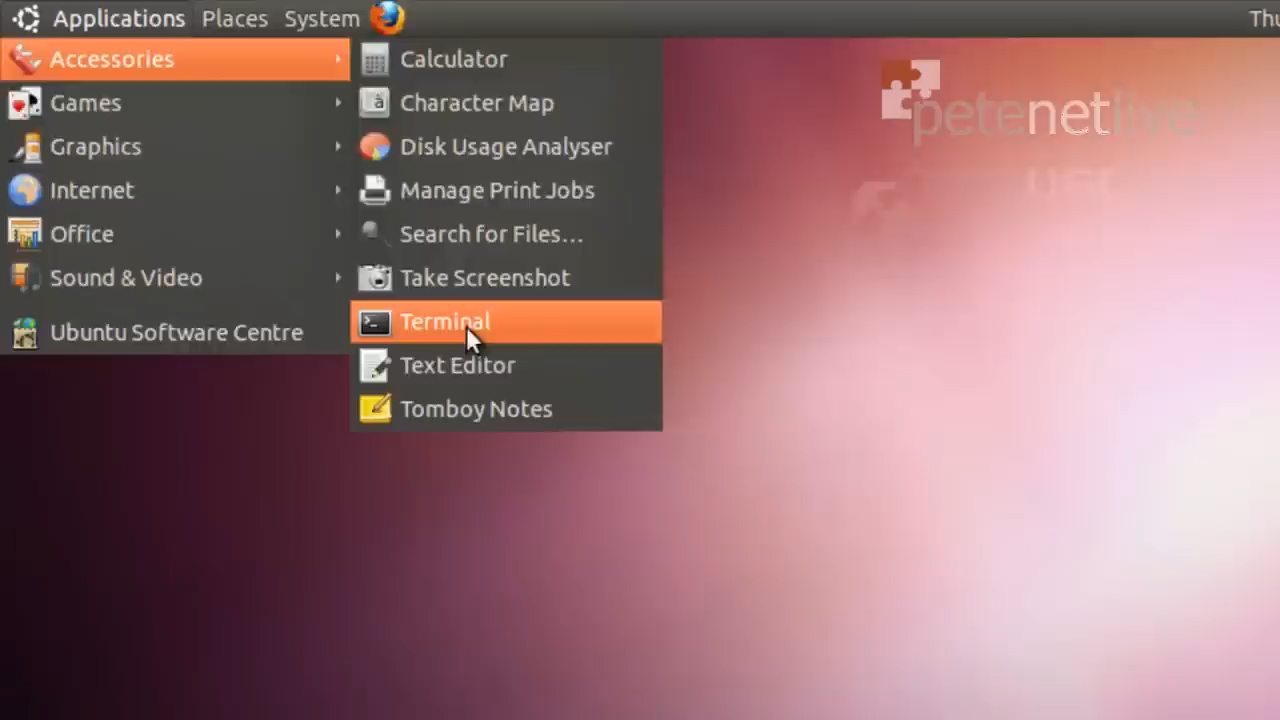 Applications Places System Thu
Accessories
Games
Graphics
Internet
Office
Sound & Video
Ubuntu Software Centre
Calculator
Character Map
Disk Usage Analyser
Manage Print Jobs
Search for Files...
Take Screenshot
Terminal
Text Editor
Tomboy Notes
petenetlive